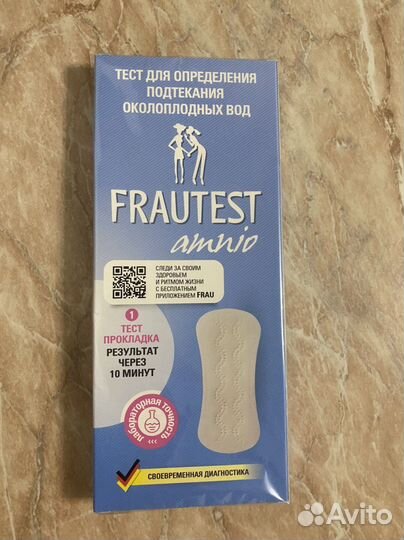 ТЕСТ ДЛЯ ОПРЕДЕЛЕНИЯ
ПОДТЕКАНИЯ
ОКОЛОПЛОДНЫХ ВОД
FRAUTEST
amnio
СЛЕДИ ЗА СВОИМ
ЗДОРОВЬЕМ
И РИТМОМ ЖИЗНИ
С БЕСПЛАТНЫМ
ПРИЛОЖЕНИЕМ FRAU
1
ТЕСТ
ПРОКЛАДКА
РЕЗУЛЬТАТ
ЧЕРЕЗ
10 МИНУТ
лабораторная точность
<<<
СВОЕВРЕМЕННАЯ ДИАГНОСТИКА
Avito